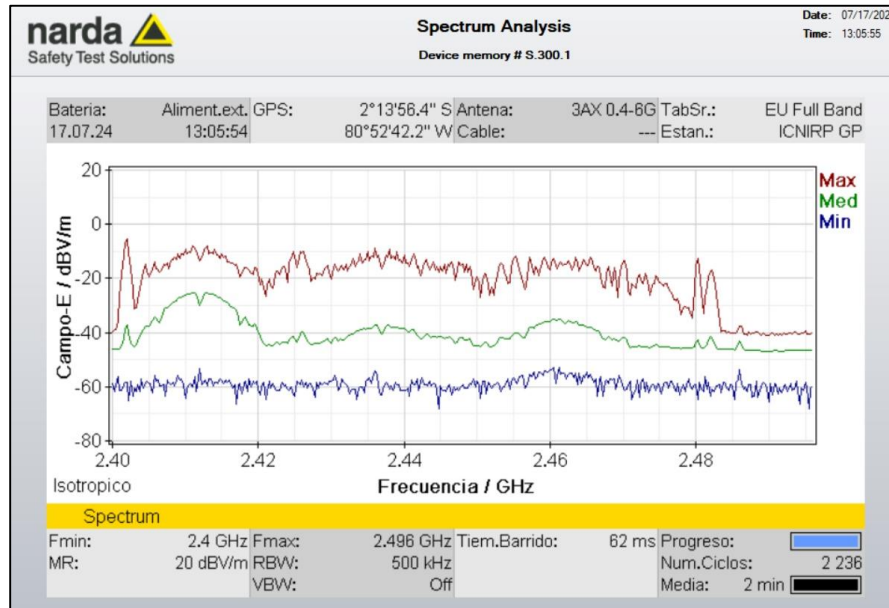 narda
Safety Test Solutions
Spectrum Analysis
Device memory # S.300.1
Date: 07/17/202
Time: 13:05:55
Bateria: Aliment.ext. GPS: 2°13'56.4" S Antena: 3AX 0.4-6G TabSr.: EU Full Band
17.07.24 13:05:54 80°52'42.2" W Cable: --- Estan.: ICNIRP GP
Campo-E / dBV/m
20
0
-20
-40
-60
-80
Max
Med
Min
2.40 2.42 2.44 2.46 2.48
Isotropico Frecuencia / GHz
Spectrum
Fmin: 2.4 GHz Fmax: 2.496 GHz Tiem.Barrido: 62 ms Progreso:
MR: 20 dBV/m RBW: 500 kHz Num.Ciclos: 2 236
VBW: Off Media: 2 min